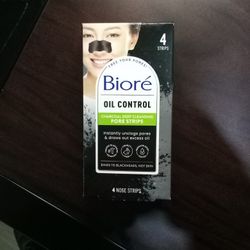 FREE YOUR PORES!
4
STRIPS
Bioré
OIL CONTROL
CHARCOAL DEEP CLEANSING
PORE STRIPS
instantly unclogs pores
& draws out excess oil
BINDS TO BLACKHEADS, NOT SKIN
4 NOSE STRIPS